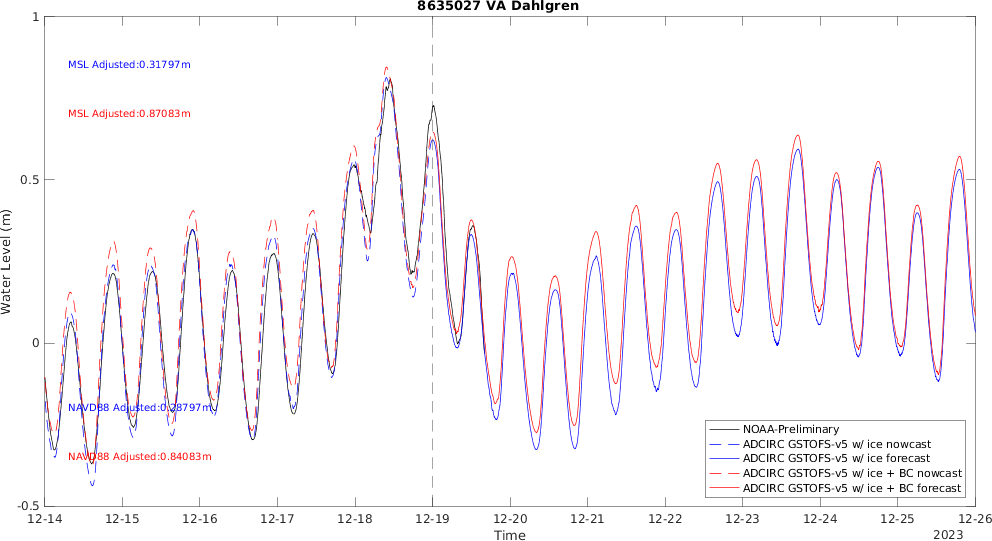 8635027 VA Dahlgren
MSL Adjusted:0.31797m
MSL Adjusted:0.87083m
NAVD88 Adjusted:0.28797m
NAVD88 Adjusted:0.84083m
Water Level (m)
1
0.5
0
-0.5
NOAA-Preliminary
ADCIRC GSTOFS-v5 w/ ice nowcast
ADCIRC GSTOFS-v5 w/ ice forecast
ADCIRC GSTOFS-v5 w/ ice + BC nowcast
ADCIRC GSTOFS-v5 w/ ice + BC forecast
12-14 12-15 12-16 12-17 12-18 12-19 12-20 12-21 12-22 12-23 12-24 12-25 12-26
Time
2023